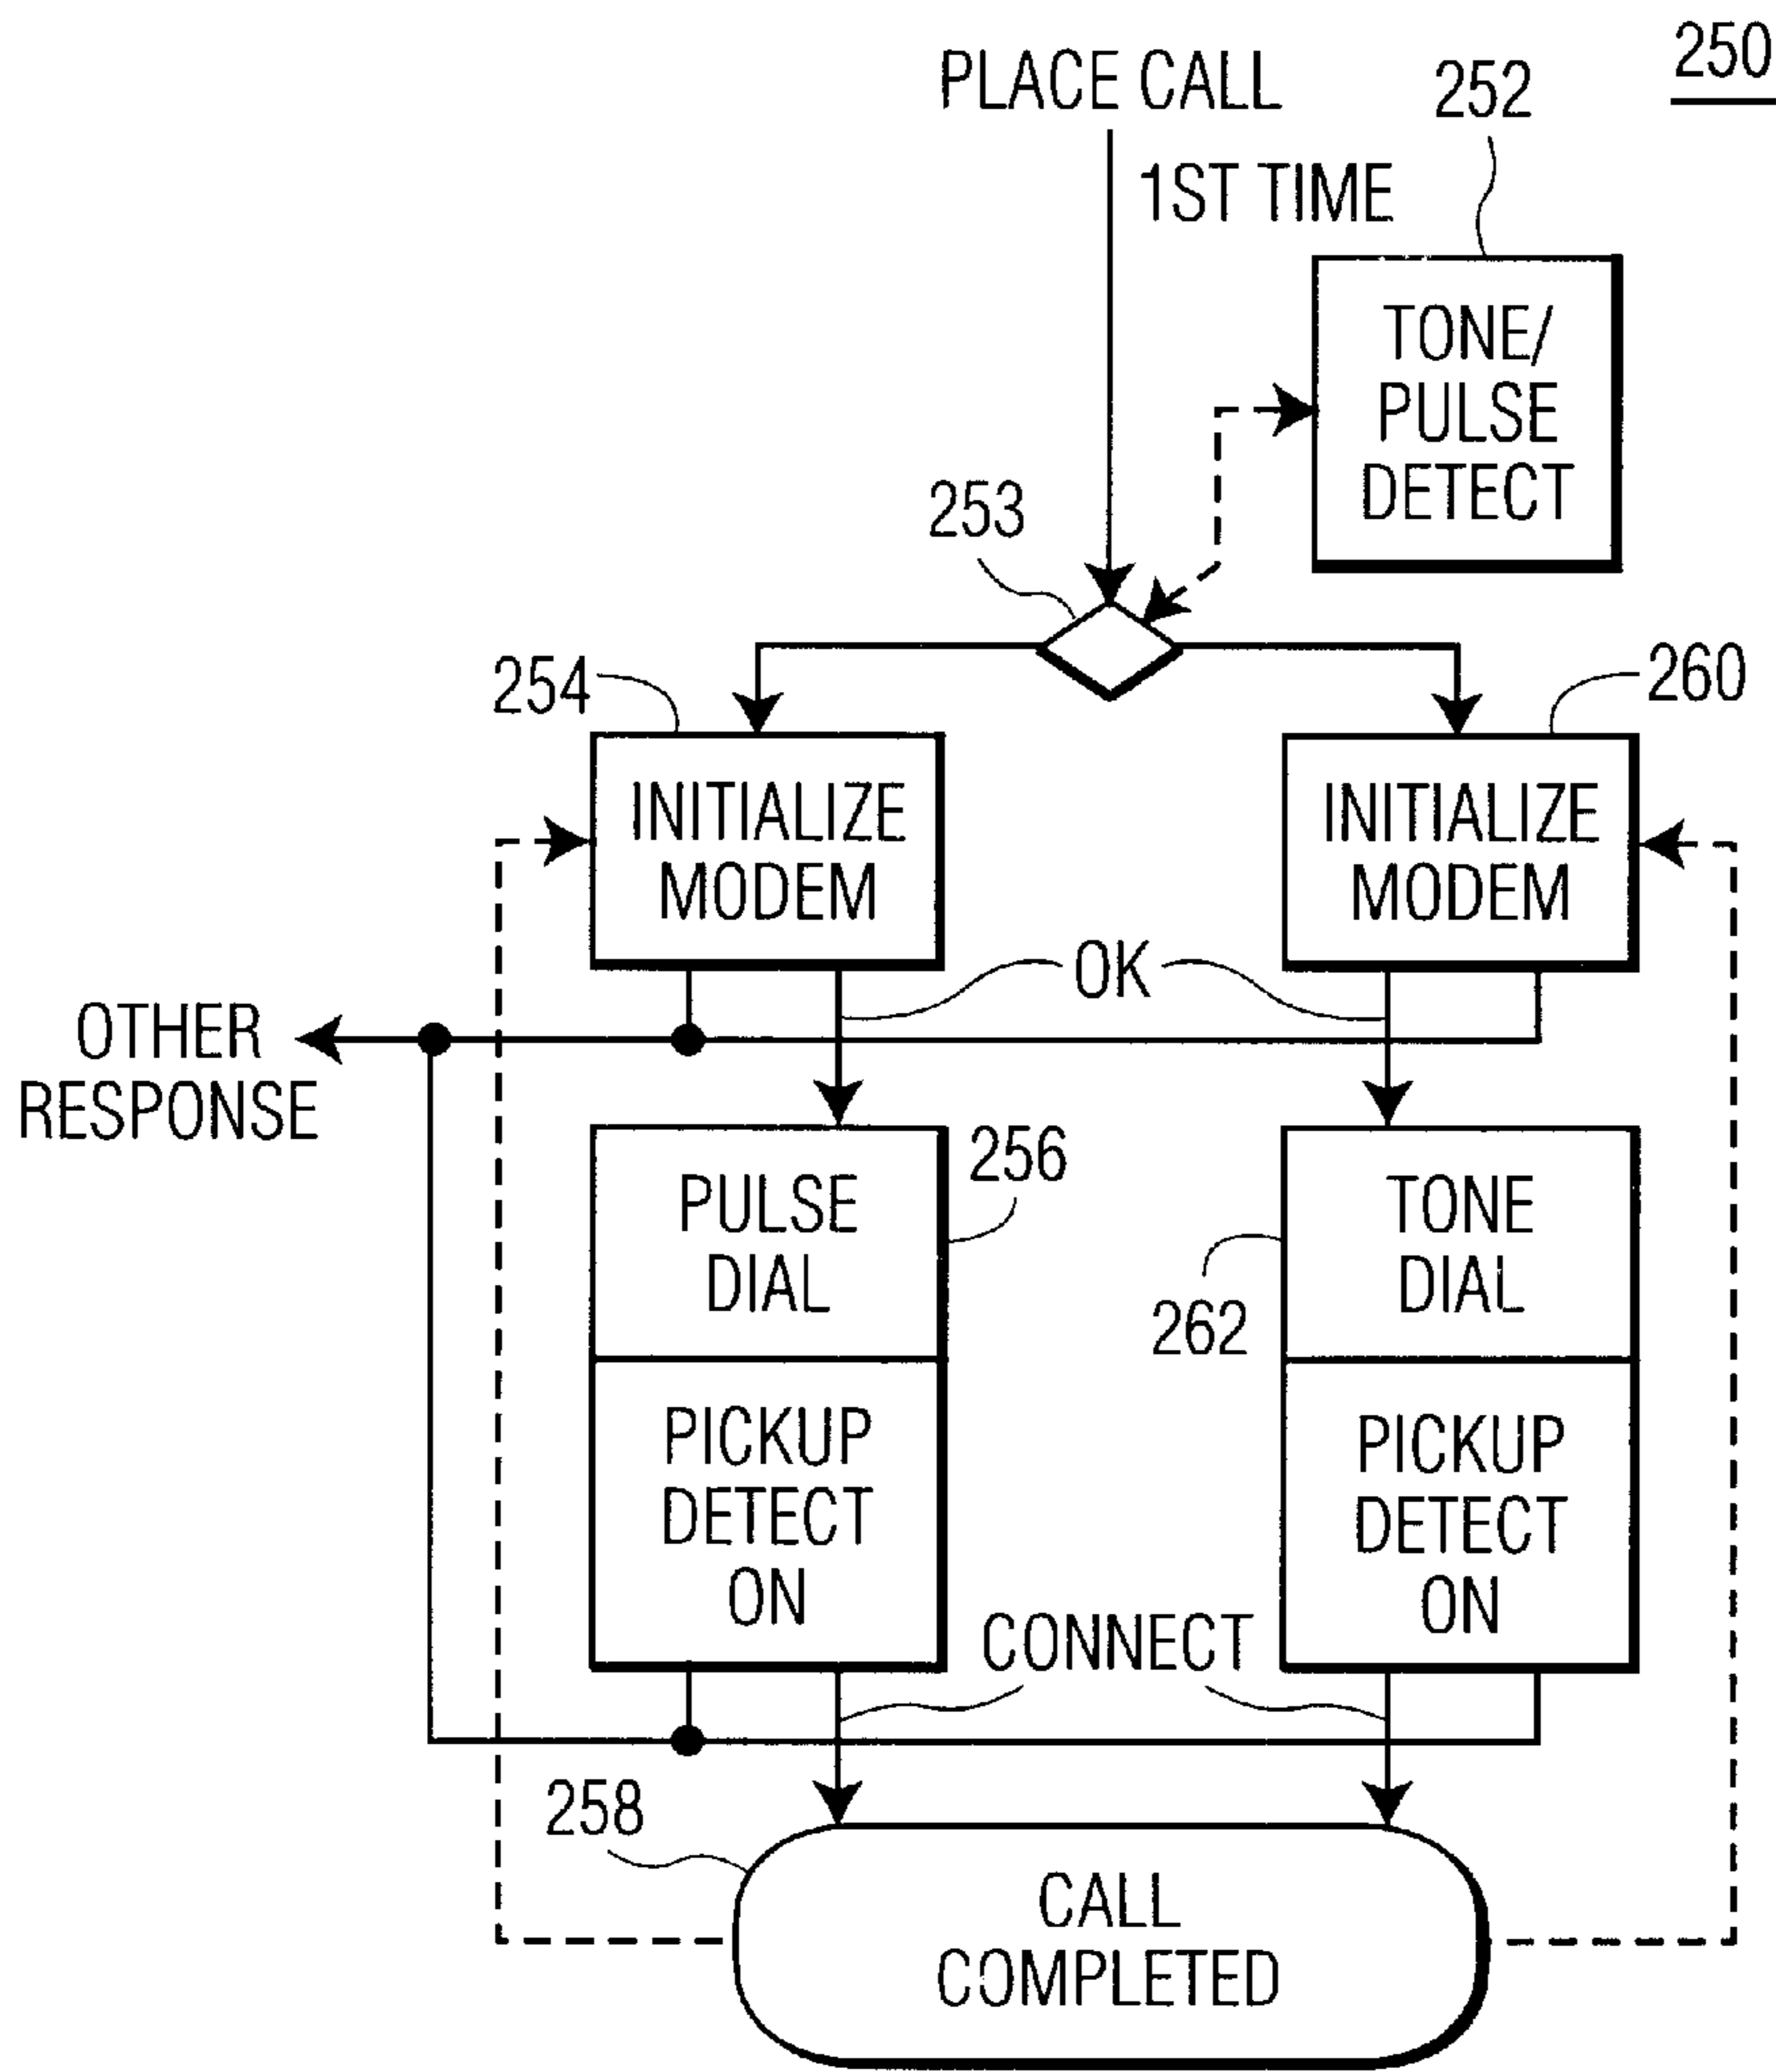 250
PLACE CALL
252
1ST TIME
TONE/
PULSE
DETECT
253
254
260
INITIALIZE
MODEM
INITIALIZE
MODEM
OK
OTHER
RESPONSE
256
PULSE
DIAL
TONE
DIAL
262
PICKUP
DETECT
ON
PICKUP
DETECT
ON
CONNECT
258
CALL
COMPLETED